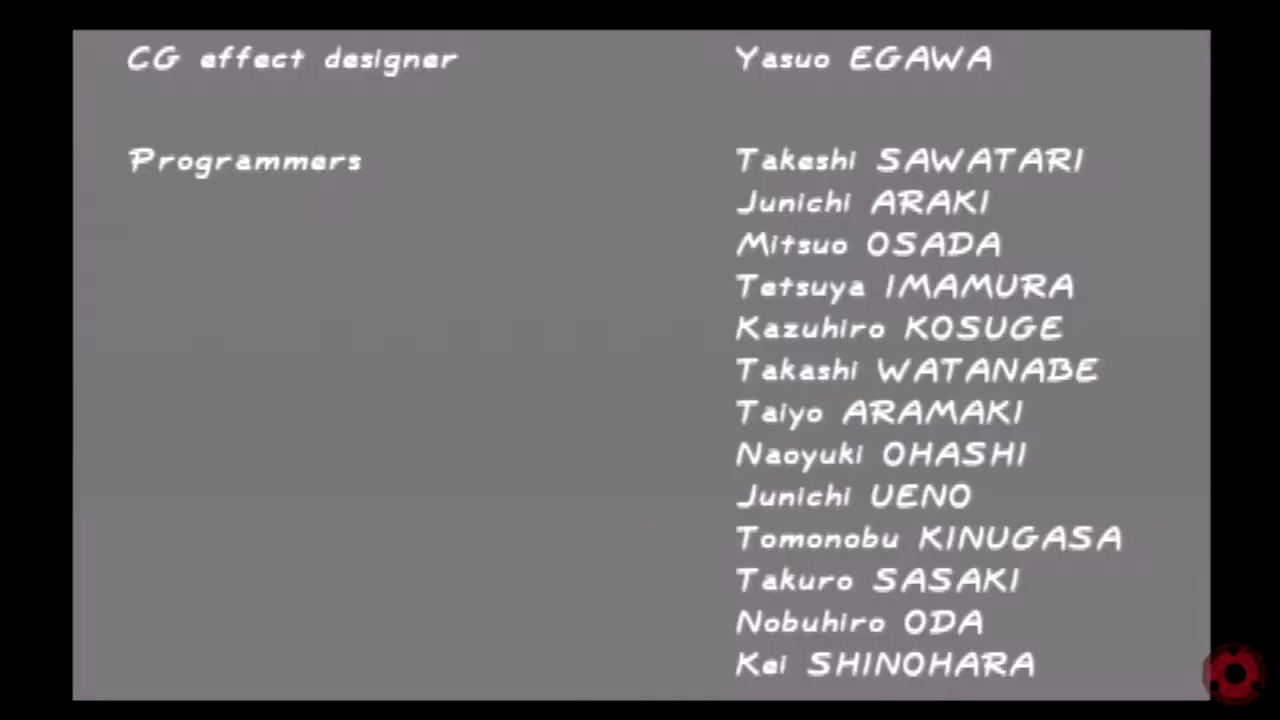 CG effect designer Yasuo EGAWA
Programmers Takeshi SAWATARI
Junichi ARAKI
Mitsuo OSADA
Tetsuya IMAMURA
Kazuhiro KOSUGE
Takashi WATANABE
Taiyo ARAMAKI
Naoyuki OHASHI
Junichi UENO
Tomonobu KINUGASA
Takuro SASAKI
Nobuhiro ODA
Kei SHINOHARA